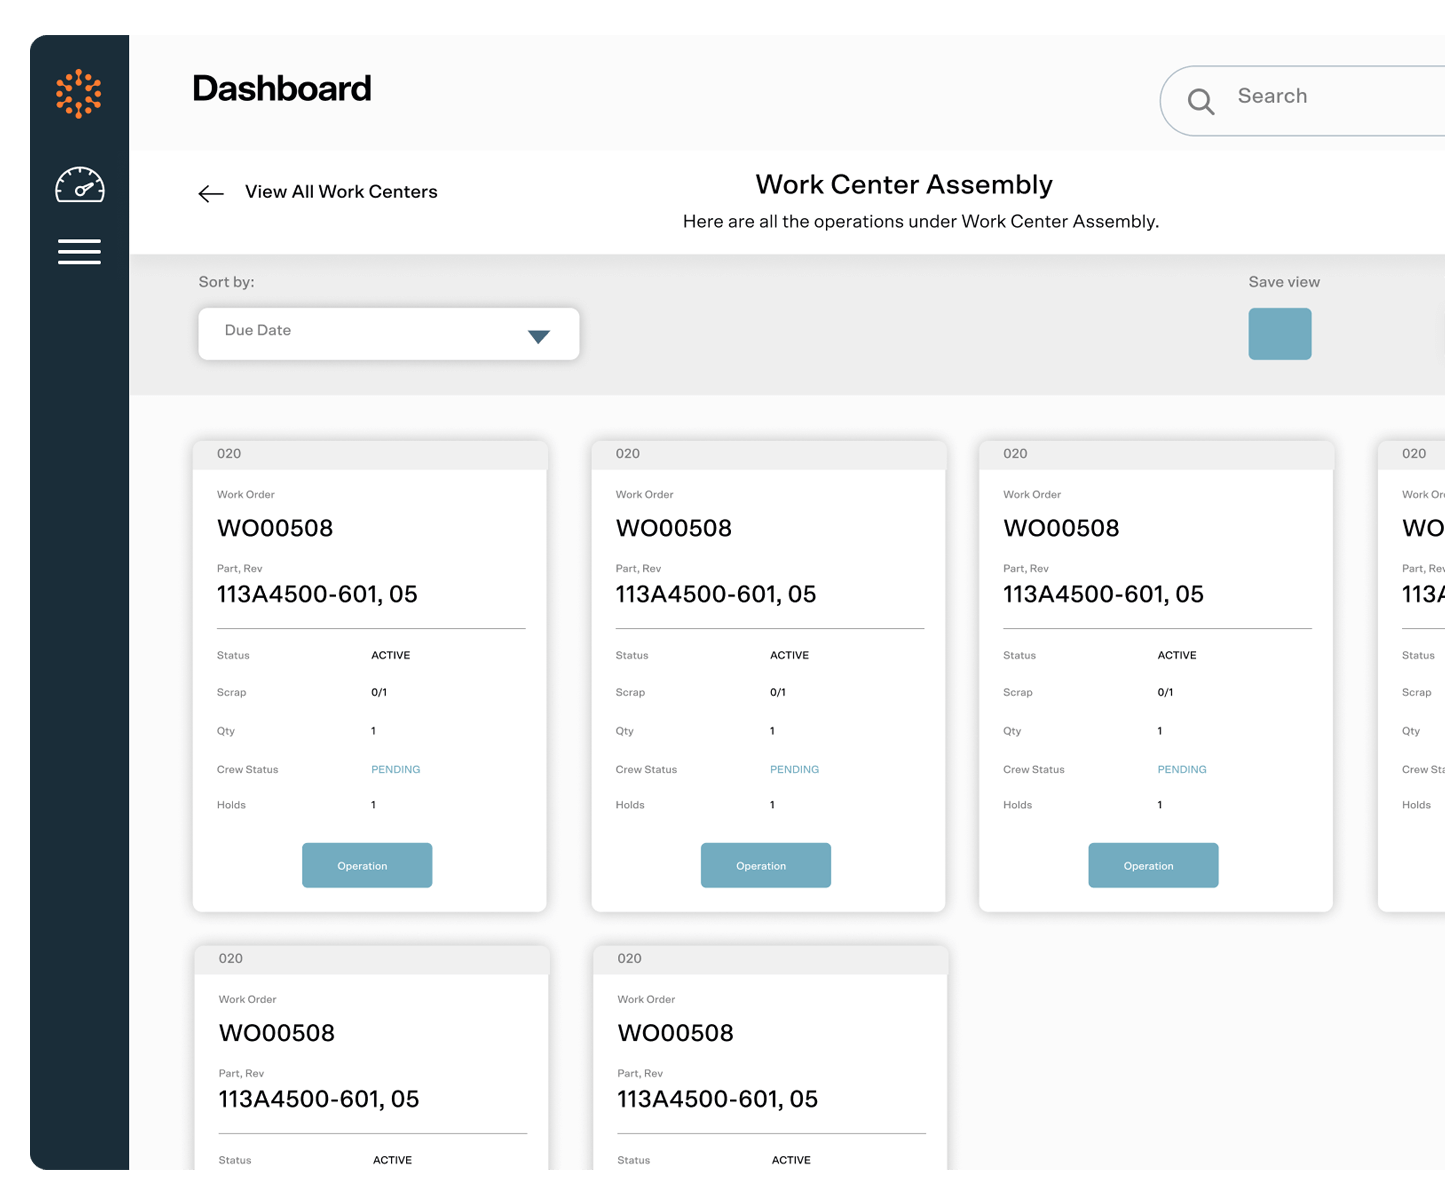 Dashboard
Search
View All Work Centers
Work Center Assembly
Here are all the operations under Work Center Assembly.
Sort by:
Save view
Due Date
020
Work Order
WO00508
Part, Rev
113A4500-601, 05
Status ACTIVE
Scrap 0/1
Qty 1
Crew Status PENDING
Holds 1
Operation
020
Work Order
WO00508
Part, Rev
113A4500-601, 05
Status ACTIVE
Scrap 0/1
Qty 1
Crew Status PENDING
Holds 1
Operation
020
Work Order
WO00508
Part, Rev
113A4500-601, 05
Status ACTIVE
Scrap 0/1
Qty 1
Crew Status PENDING
Holds 1
Operation
020
Work
WO
Part, Rev
113A
Status
Scrap
Qty
Crew
Holds
020
Work Order
WO00508
Part, Rev
113A4500-601, 05
Status ACTIVE
020
Work Order
WO00508
Part, Rev
113A4500-601, 05
Status ACTIVE